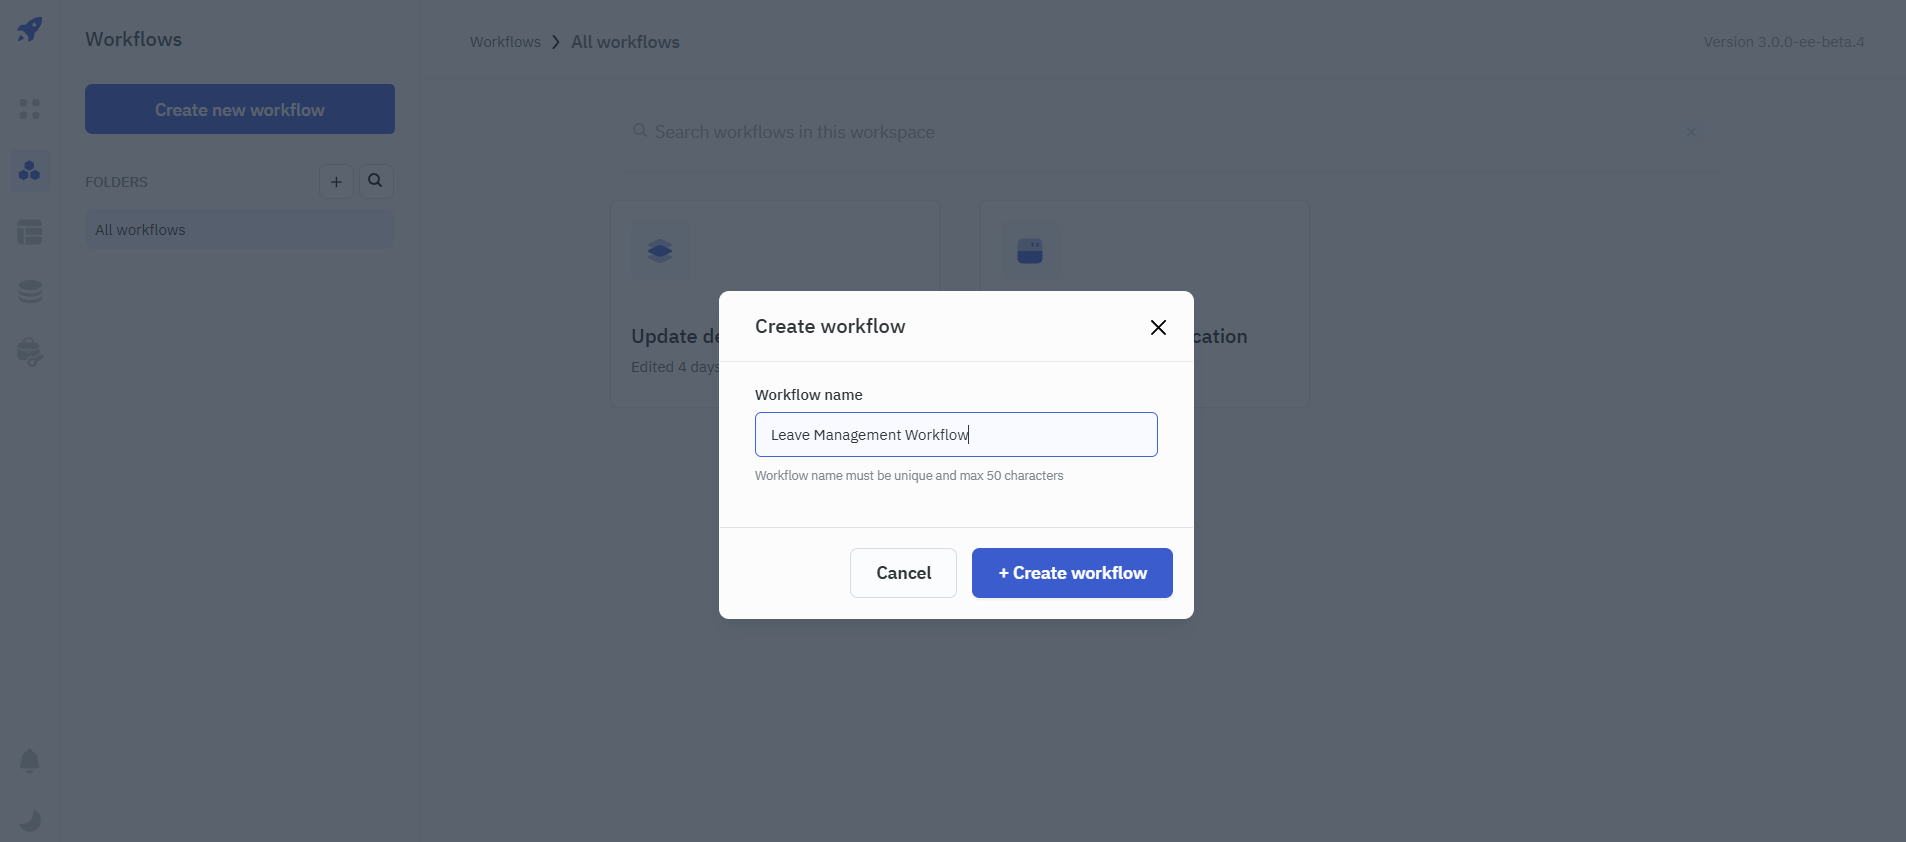 Workflows
Create new workflow
FOLDERS
All workflows
Workflows All workflows
Version 3.0.0-ee-beta.4
Search workflows in this workspace
Update
Edited 4 days
Create workflow
Workflow name
Leave Management Workflow
Workflow name must be unique and max 50 characters
Cancel
+ Create workflow